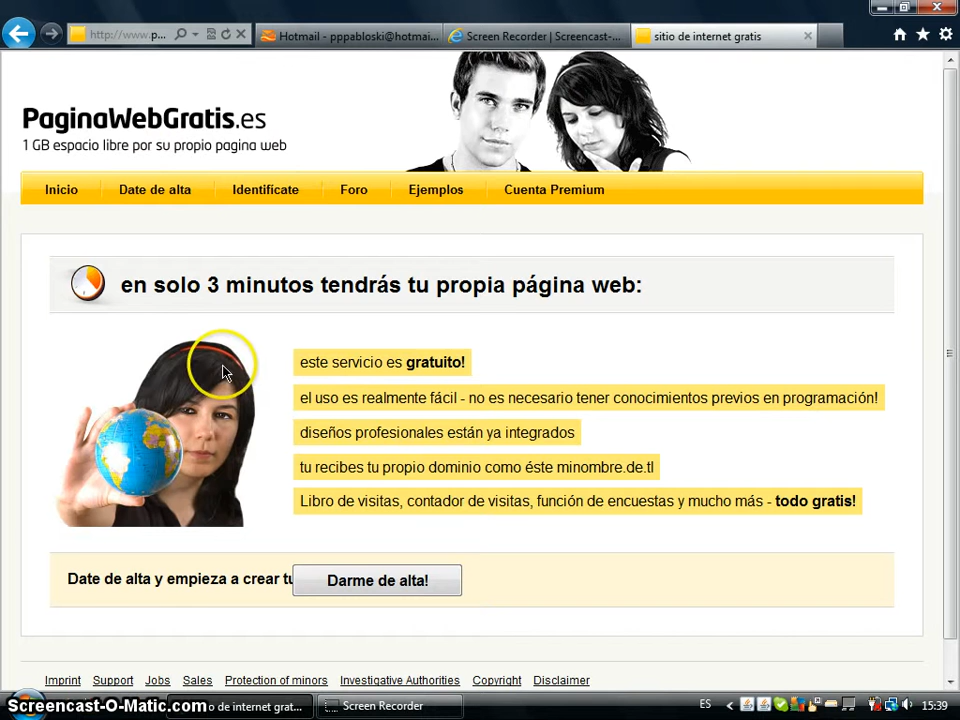 http://www.p...
Hotmail - pppabloski@hotmai...
Screen Recorder | Screencast-...
sitio de internet gratis
PaginaWebGratis.es
1 GB espacio libre por su propio pagina web
Inicio
Date de alta
Identifícate
Foro
Ejemplos
Cuenta Premium
en solo 3 minutos tendrás tu propia página web:
este servicio es gratuito!
el uso es realmente fácil - no es necesario tener conocimientos previos en programación!
diseños profesionales están ya integrados
tu recibes tu propio dominio como éste minombre.de.tl
Libro de visitas, contador de visitas, función de encuestas y mucho más - todo gratis!
Date de alta y empieza a crear tu
Darme de alta!
Imprint Support Jobs Sales Protection of minors Investigative Authorities Copyright Disclaimer
Screencast-O-Matic.com
o de internet grat...
Screen Recorder
ES
15:39